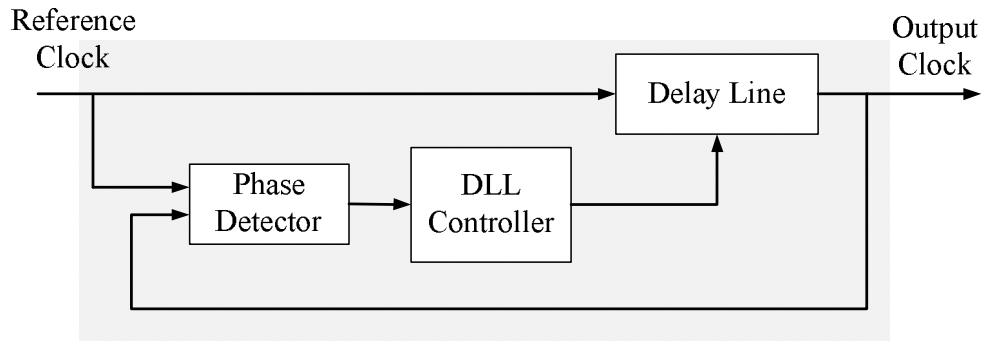 Reference
Clock
Output
Clock
Delay Line
Phase
Detector
DLL
Controller